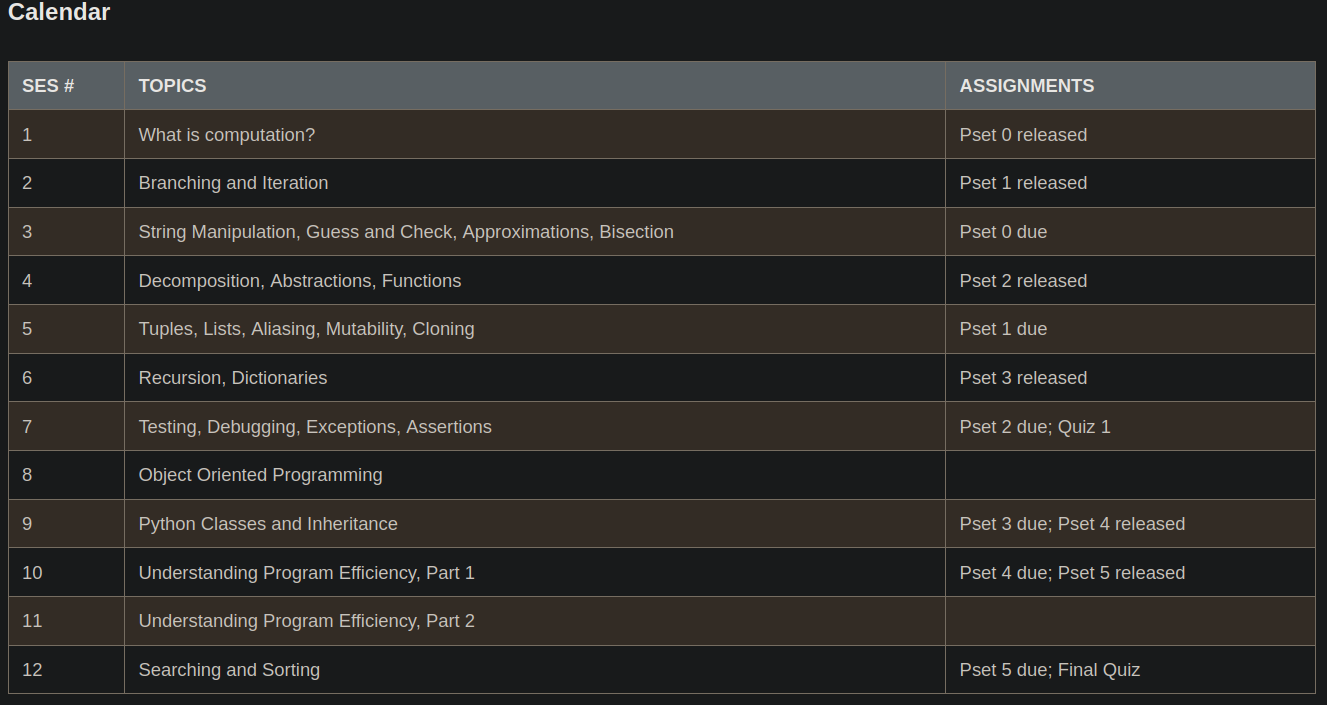 Calendar
SES # TOPICS ASSIGNMENTS
1 What is computation? Pset 0 released
2 Branching and Iteration Pset 1 released
3 String Manipulation, Guess and Check, Approximations, Bisection Pset 0 due
4 Decomposition, Abstractions, Functions Pset 2 released
5 Tuples, Lists, Aliasing, Mutability, Cloning Pset 1 due
6 Recursion, Dictionaries Pset 3 released
7 Testing, Debugging, Exceptions, Assertions Pset 2 due; Quiz 1
8 Object Oriented Programming
9 Python Classes and Inheritance Pset 3 due; Pset 4 released
10 Understanding Program Efficiency, Part 1 Pset 4 due; Pset 5 released
11 Understanding Program Efficiency, Part 2
12 Searching and Sorting Pset 5 due; Final Quiz